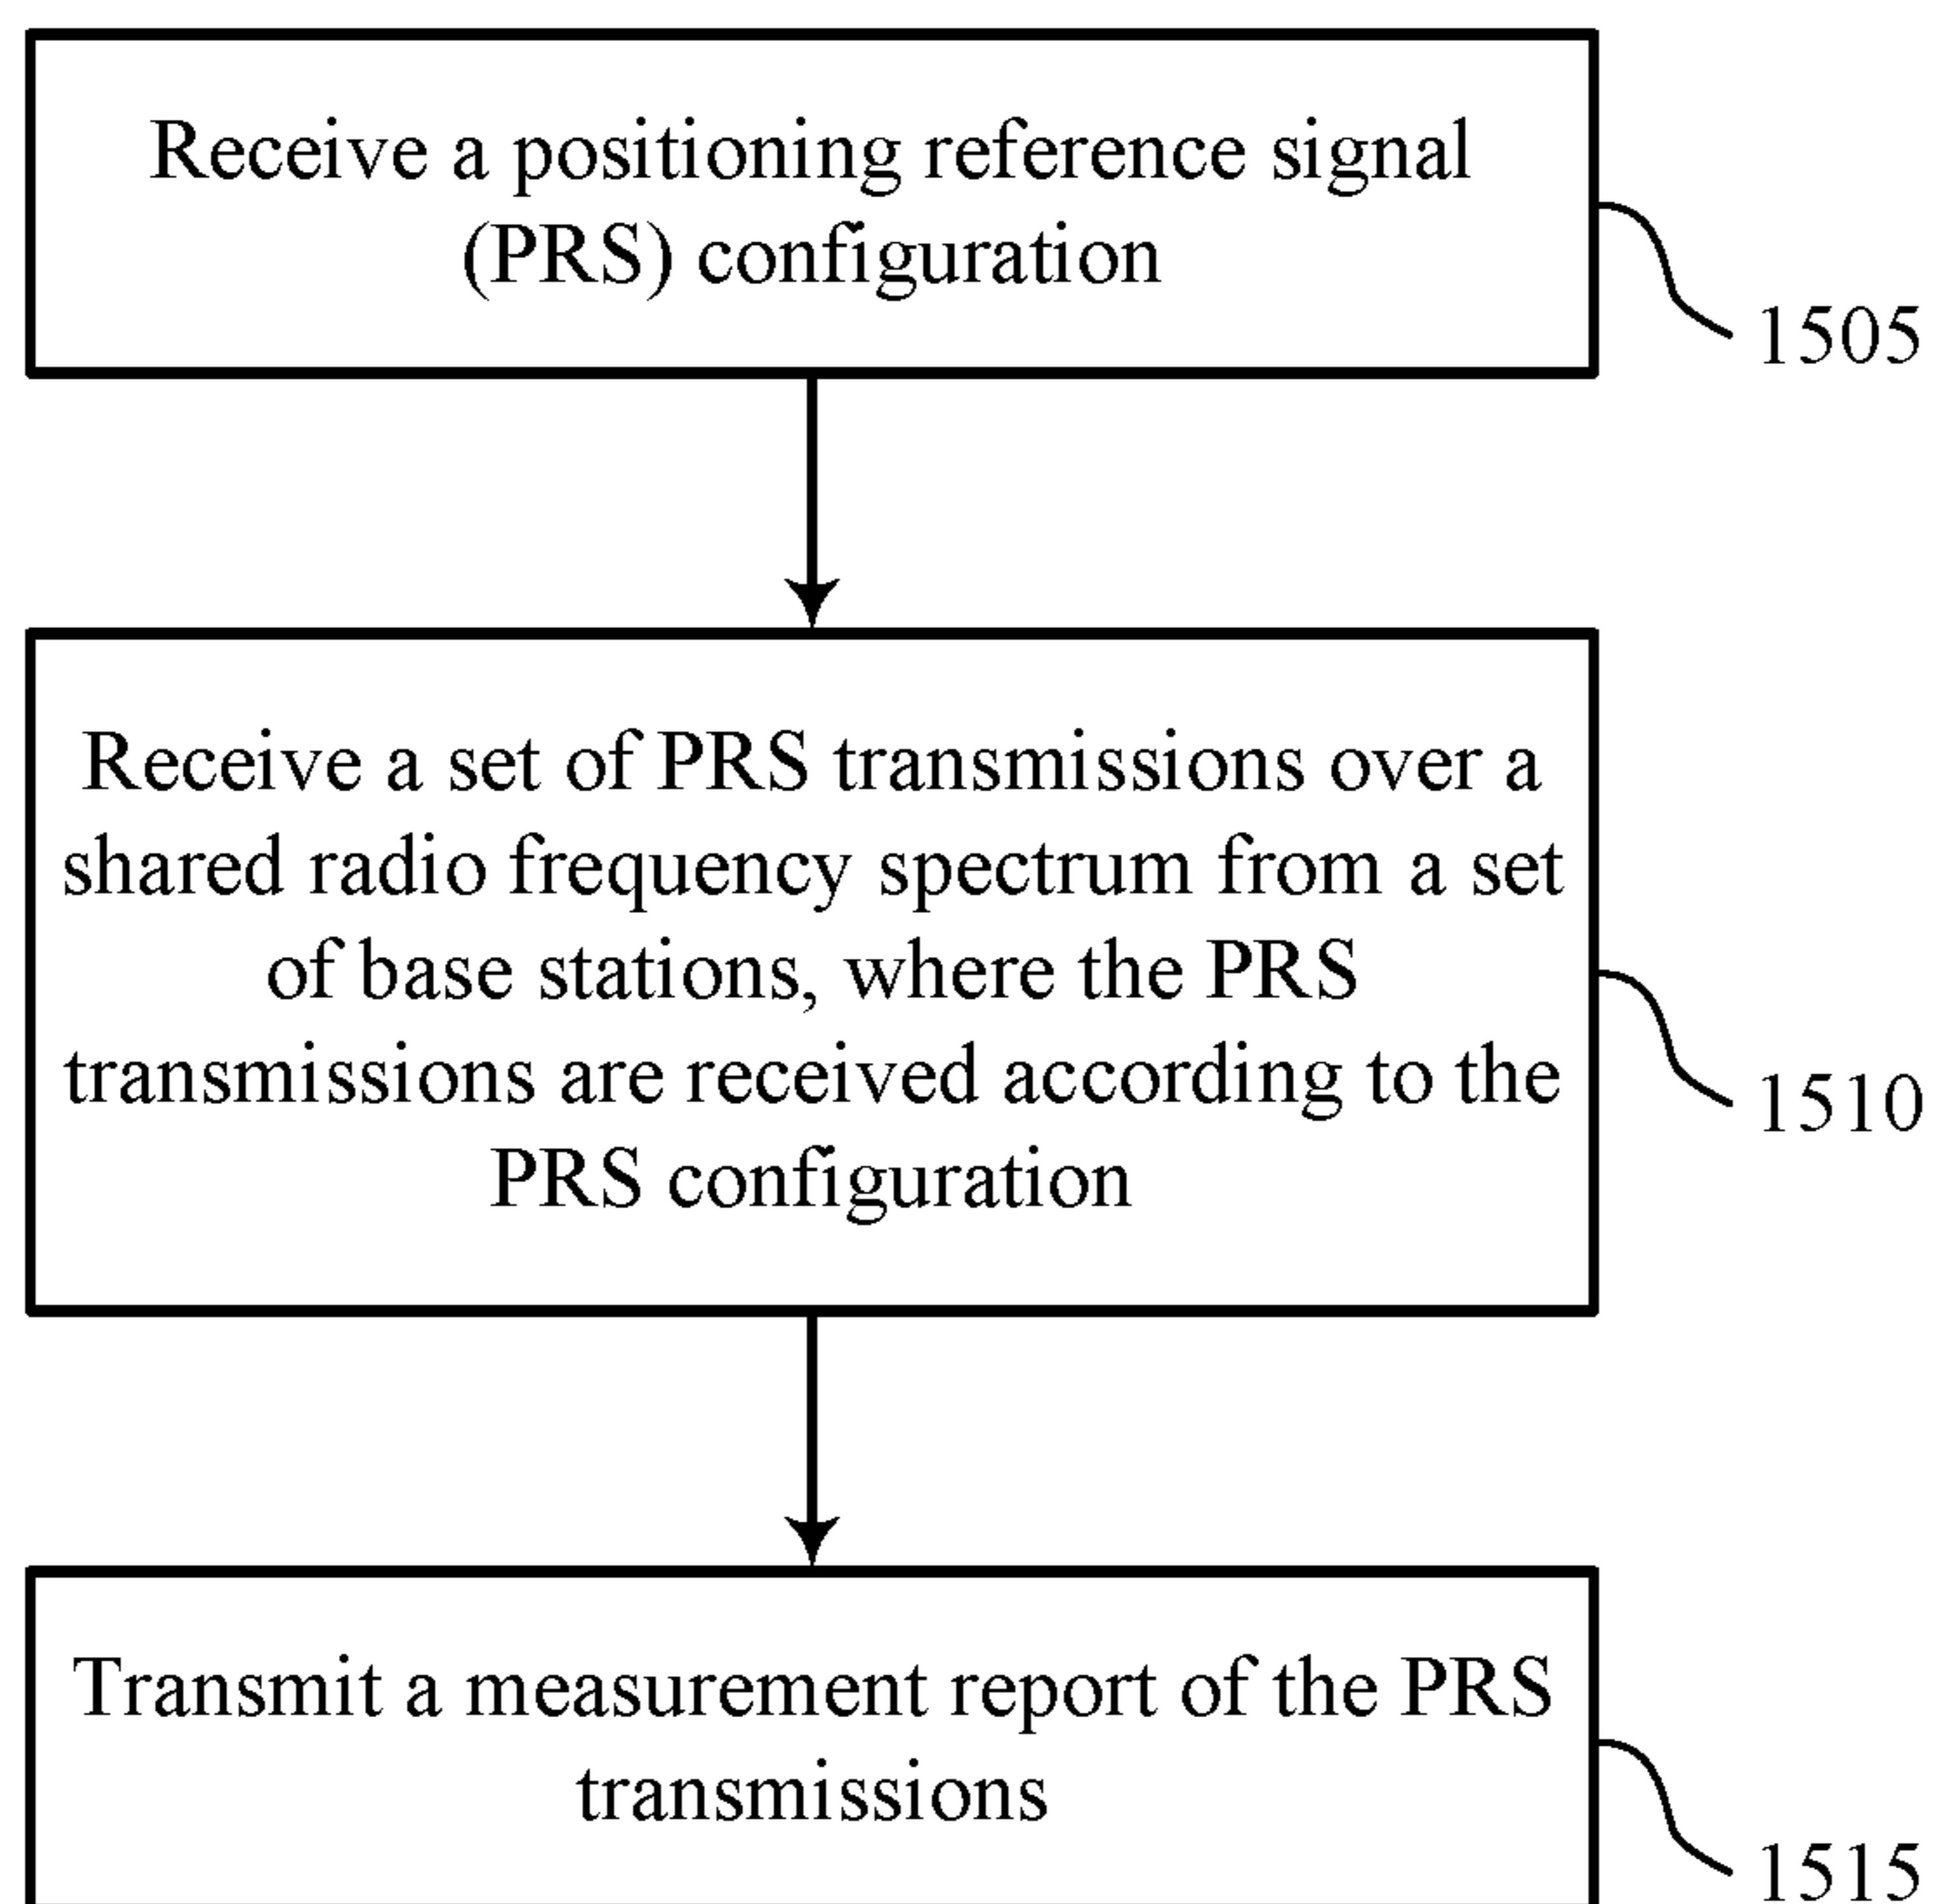 Receive a positioning reference signal
(PRS) configuration
1505
Receive a set of PRS transmissions over a
shared radio frequency spectrum from a set
of base stations, where the PRS
transmissions are received according to the
PRS configuration
1510
Transmit a measurement report of the PRS
transmissions
1515